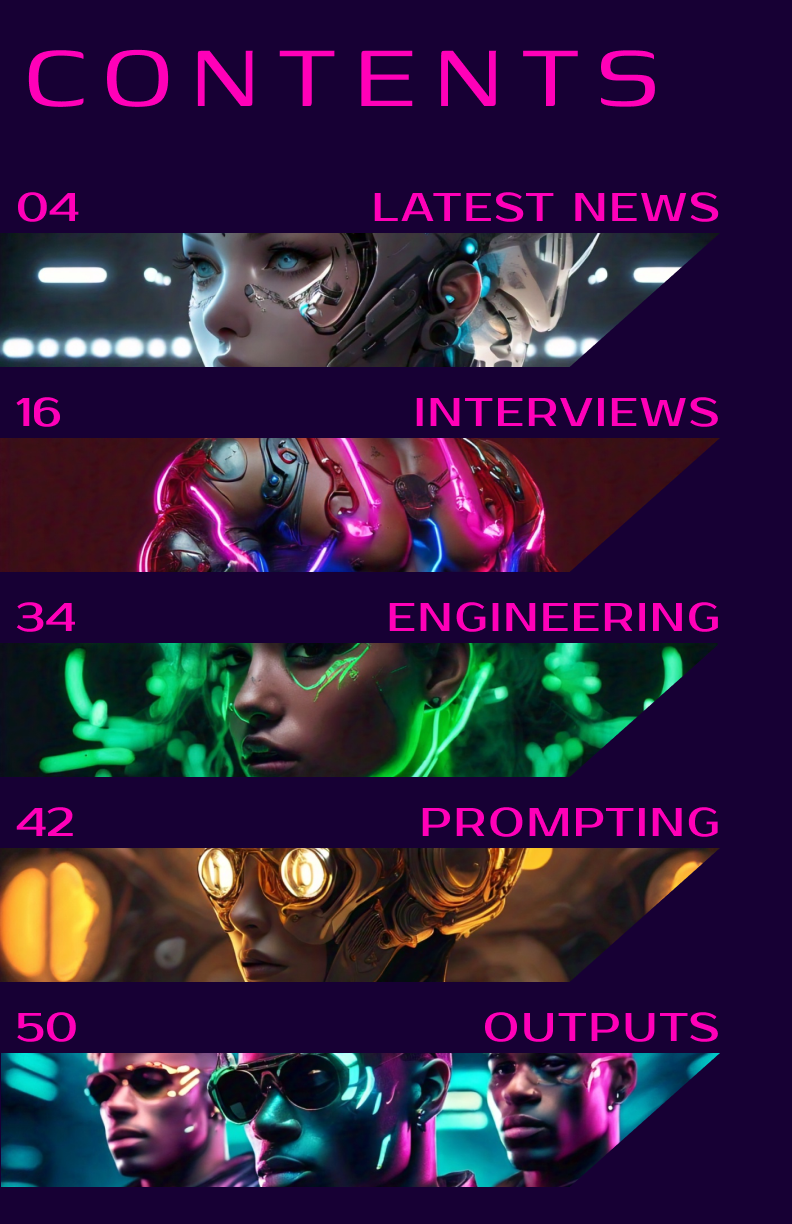 CONTENTS
04 LATEST NEWS
16 INTERVIEWS
34 ENGINEERING
42 PROMPTING
50 OUTPUTS